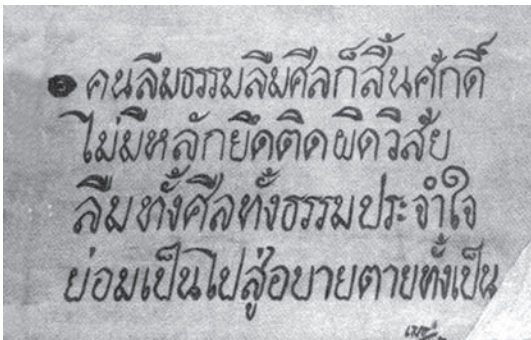 คนลืมธรรมลืมศีลก็สิ้นศักดิ์
ไม่มีหลักยึดติดผิดวิสัย
ลืมทั้งศีลทั้งธรรมประจำใจ
ย่อมเป็นไปสู่อบายตายทั้งเป็น